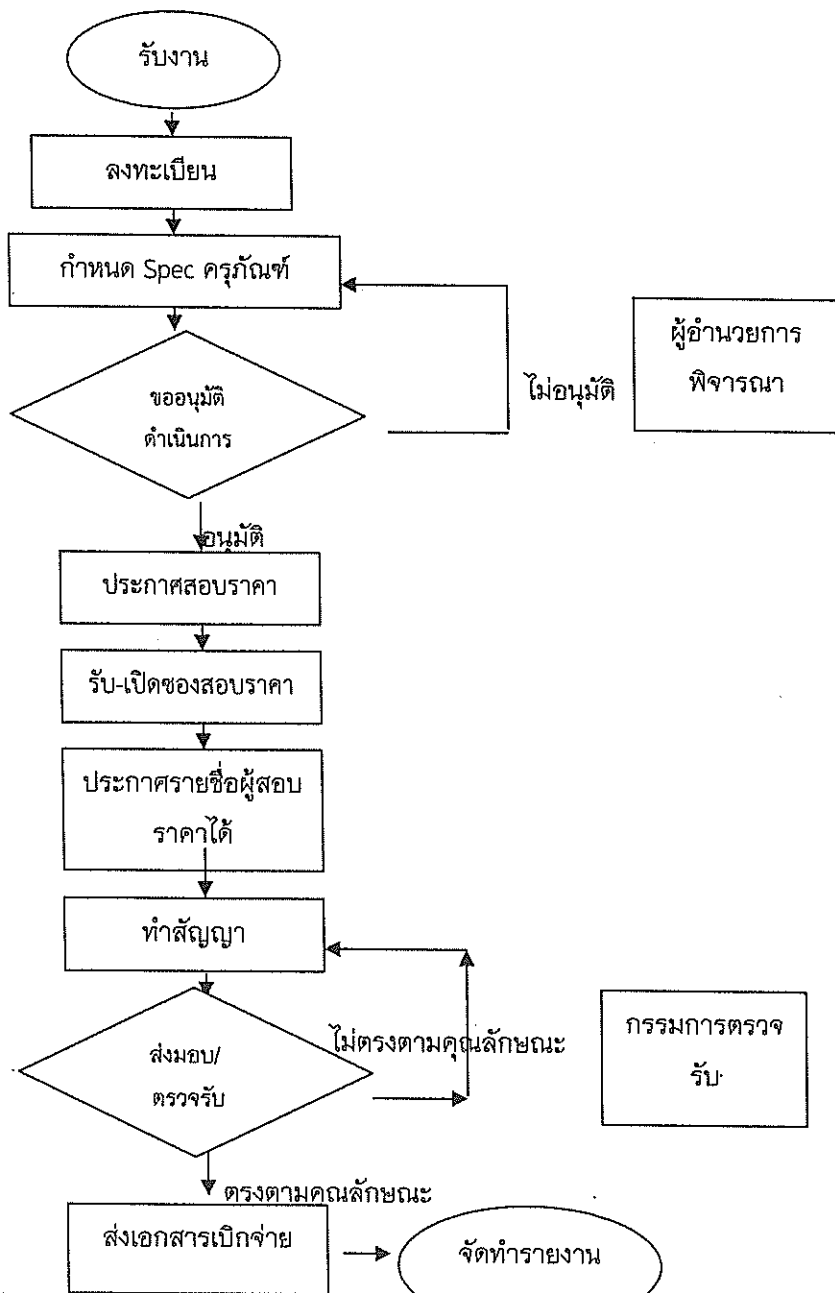 รับงาน
ลงทะเบียน
กำหนด Spec ครุภัณฑ์
ผู้อำนวยการ
พิจารณา
ไม่อนุมัติ
ขออนุมัติ
ดำเนินการ
อนุมัติ
ประกาศสอบราคา
รับ-เปิดซองสอบราคา
ประกาศรายชื่อผู้สอบ
ราคาได้
ทำสัญญา
ไม่ตรงตามคุณลักษณะ
กรรมการตรวจ
รับ
ส่งมอบ/
ตรวจรับ
ตรงตามคุณลักษณะ
ส่งเอกสารเบิกจ่าย
จัดทำรายงาน